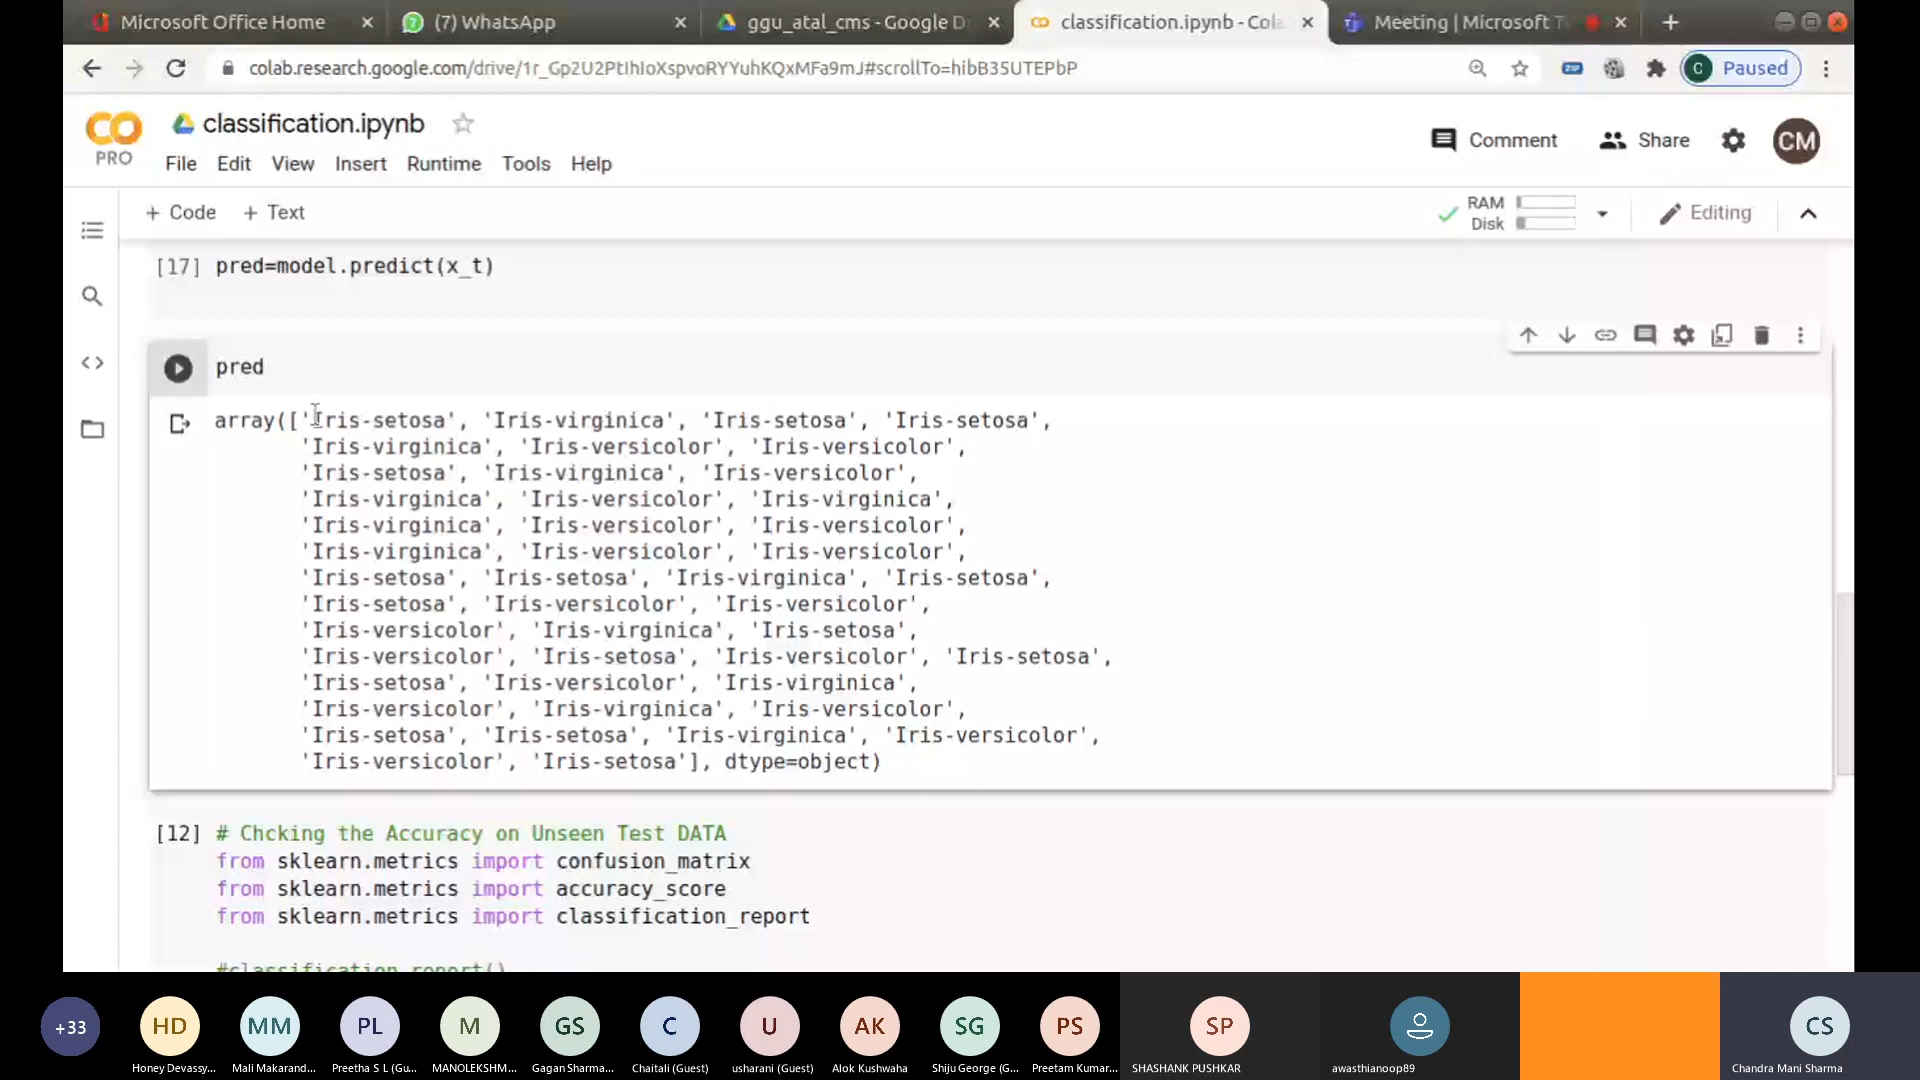 Microsoft Office Home
(7) WhatsApp
ggu_atal_cms - Google D
classification.ipynb - Cola
Meeting | Microsoft T
colab.research.google.com/drive/1r_Gp2U2PtIhIoXspvoRYYuhKQxMFa9mJ#scrollTo=hibB35UTEPbP
ZIP
C Paused
CO
PRO
classification.ipynb
File Edit View Insert Runtime Tools Help
Comment
Share
CM
+ Code + Text
RAM
Disk
Editing
[17] pred=model.predict(x_t)
pred
array(['Iris-setosa', 'Iris-virginica', 'Iris-setosa', 'Iris-setosa',
'Iris-virginica', 'Iris-versicolor', 'Iris-versicolor',
'Iris-setosa', 'Iris-virginica', 'Iris-versicolor',
'Iris-virginica', 'Iris-versicolor', 'Iris-virginica',
'Iris-virginica', 'Iris-versicolor', 'Iris-versicolor',
'Iris-virginica', 'Iris-versicolor', 'Iris-versicolor',
'Iris-setosa', 'Iris-setosa', 'Iris-virginica', 'Iris-setosa',
'Iris-setosa', 'Iris-versicolor', 'Iris-versicolor',
'Iris-versicolor', 'Iris-virginica', 'Iris-setosa',
'Iris-versicolor', 'Iris-setosa', 'Iris-versicolor', 'Iris-setosa',
'Iris-setosa', 'Iris-versicolor', 'Iris-virginica',
'Iris-versicolor', 'Iris-virginica', 'Iris-versicolor',
'Iris-setosa', 'Iris-setosa', 'Iris-virginica', 'Iris-versicolor',
'Iris-versicolor', 'Iris-setosa'], dtype=object)
[12] # Chcking the Accuracy on Unseen Test DATA
from sklearn.metrics import confusion_matrix
from sklearn.metrics import accuracy_score
from sklearn.metrics import classification_report
#classification_report()
+33 HD MM PL M GS C U AK SG PS SP CS
Honey Devassy... Mali Makarand... Preetha S L (Gu... MANOLEKSHM... Gagan Sharma... Chaitali (Guest) usharani (Guest) Alok Kushwaha Shiju George (G... Preetam Kumar... SHASHANK PUSHKAR awasthianoop89 Chandra Mani Sharma